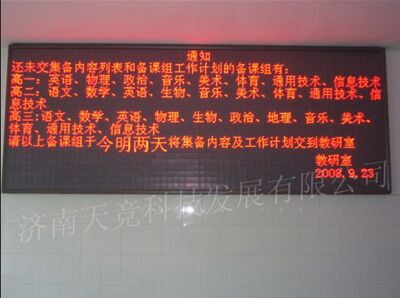 通知
还未交集备内容列表和备课组工作计划的备课组有:
高一:英语、物理、政治、音乐、美术、体育、通用技术、信息技术
高二:语文、数学、英语、生物、音乐、美术、体育、通用技术、信
息技术
高三:语文、数学、英语、物理、生物、政治、地理、音乐、美术、
体育、通用技术、信息技术
请以上备课组于今明两天将集备内容及工作计划交到教研室
教研室
2008.9.23
济南天竞科技发展有限公司